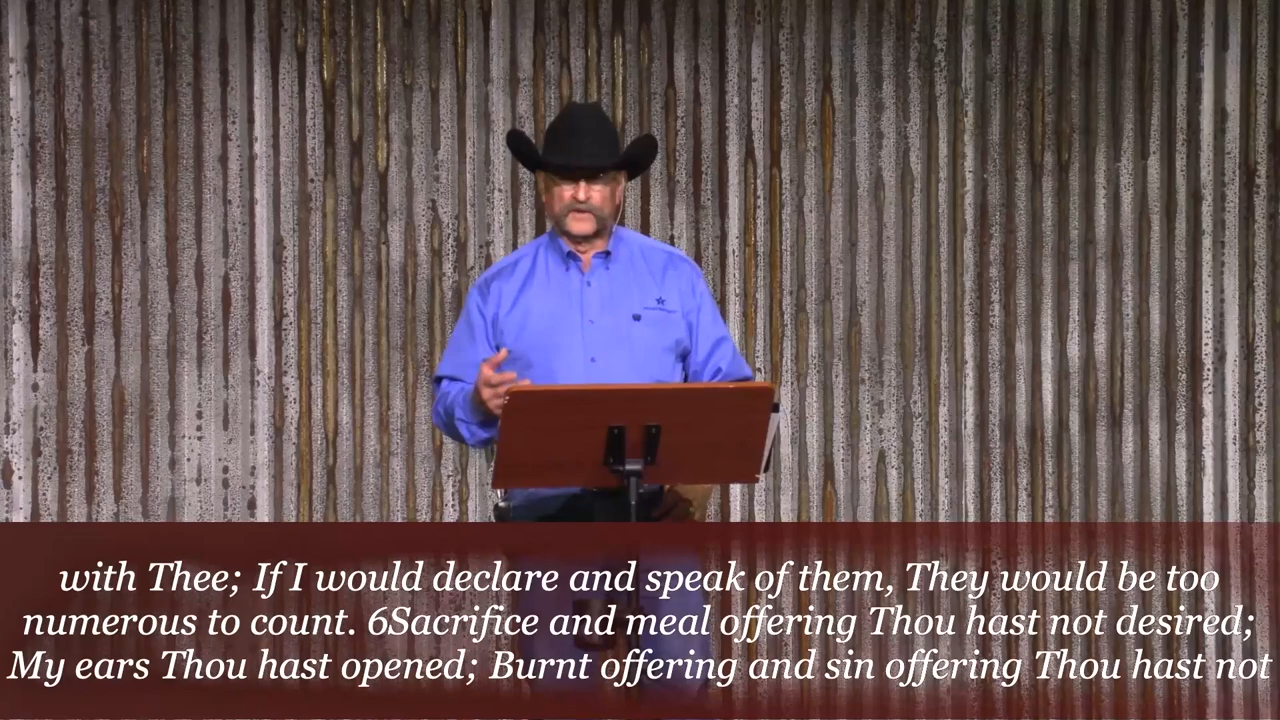 with Thee; If I would declare and speak of them, They would be too
numerous to count. 6Sacrifice and meal offering Thou hast not desired;
My ears Thou hast opened; Burnt offering and sin offering Thou hast not